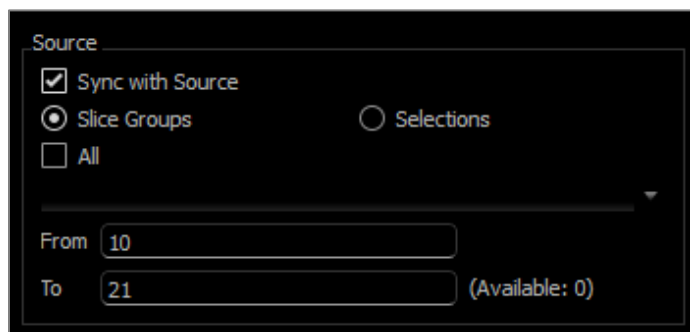 Source
Sync with Source
Slice Groups Selections
All
From 10
To 21 (Available: 0)